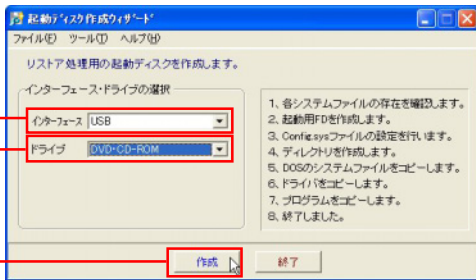 起動ディスク作成ウィザード
ファイル(F) ツール(T) ヘルプ(H)
リストア処理用の起動ディスクを作成します。
インターフェース・ドライブの選択
インターフェース USB
ドライブ DVD・CD-ROM
1、各システムファイルの存在を確認します。
2、起動用FDを作成します。
3、Config.sysファイルの設定を行います。
4、ディレクトリを作成します。
5、DOSのシステムファイルをコピーします。
6、ドライバをコピーします。
7、プログラムをコピーします。
8、終了しました。
作成 終了